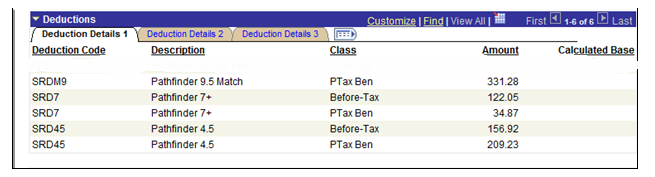 Deductions Customize | Find | View All | First 1-6 of 6 Last
Deduction Details 1 Deduction Details 2 Deduction Details 3
Deduction Code Description Class Amount Calculated Base
SRDM9 Pathfinder 9.5 Match PTax Ben 331.28
SRD7 Pathfinder 7+ Before-Tax 122.05
SRD7 Pathfinder 7+ PTax Ben 34.87
SRD45 Pathfinder 4.5 Before-Tax 156.92
SRD45 Pathfinder 4.5 PTax Ben 209.23